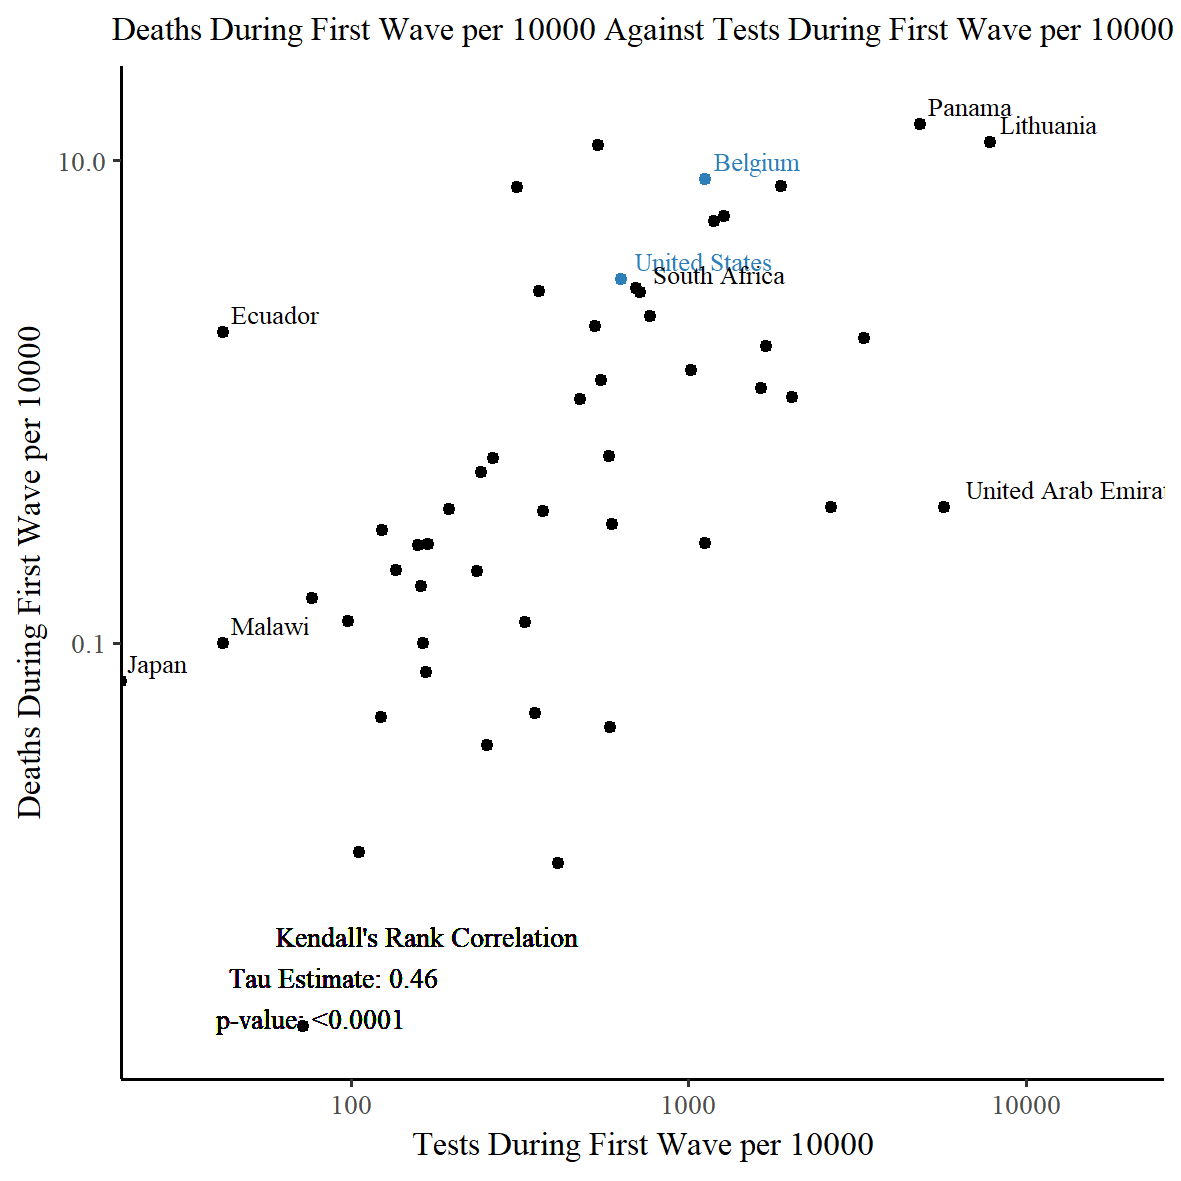 Deaths During First Wave per 10000 Against Tests During First Wave per 10000
Panama
Lithuania
10.0
Belgium
United States
South Africa
Ecuador
United Arab Emirat
Malawi
0.1
Japan
Deaths During First Wave per 10000
Kendall's Rank Correlation
Tau Estimate: 0.46
p-value: <0.0001
100
1000
10000
Tests During First Wave per 10000